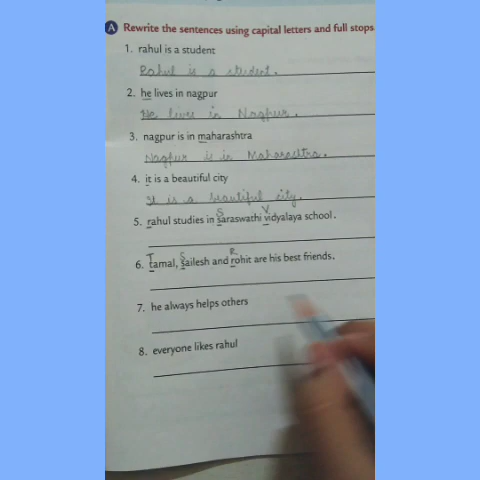 A Rewrite the sentences using capital letters and full stops
1. rahul is a student
Rahul is a student.
2. he lives in nagpur
He lives in Nagpur.
3. nagpur is in maharashtra
Nagpur is in Maharashtra.
4. it is a beautiful city
It is a beautiful city.
S V
5. rahul studies in saraswathi vidyalaya school.
T S R
6. tamal, sailesh and rohit are his best friends.
7. he always helps others
8. everyone likes rahul